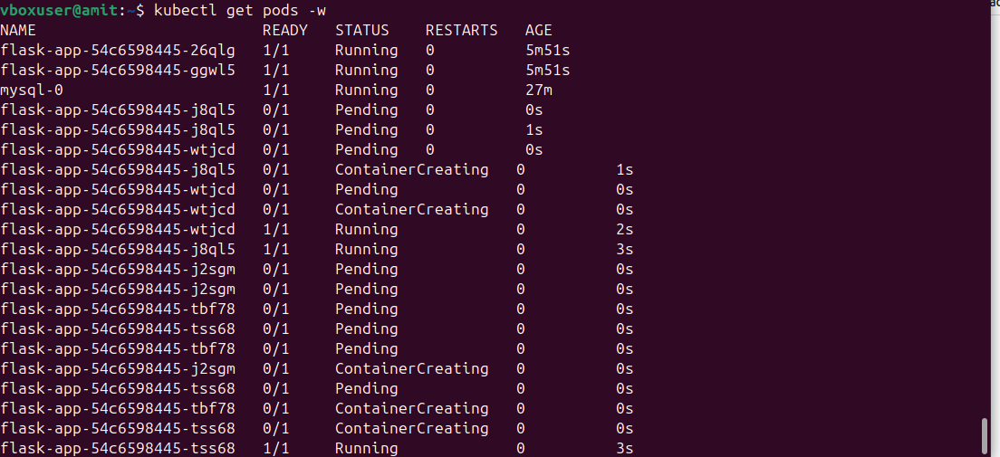 vboxuser@amit:~$ kubectl get pods -w
NAME                         READY   STATUS    RESTARTS   AGE
flask-app-54c6598445-26qlg   1/1     Running   0          5m51s
flask-app-54c6598445-ggwl5   1/1     Running   0          5m51s
mysql-0                      1/1     Running   0          27m
flask-app-54c6598445-j8ql5   0/1     Pending   0          0s
flask-app-54c6598445-j8ql5   0/1     Pending   0          1s
flask-app-54c6598445-wtjcd   0/1     Pending   0          0s
flask-app-54c6598445-j8ql5   0/1     ContainerCreating   0          1s
flask-app-54c6598445-wtjcd   0/1     Pending             0          0s
flask-app-54c6598445-wtjcd   0/1     ContainerCreating   0          0s
flask-app-54c6598445-wtjcd   1/1     Running             0          2s
flask-app-54c6598445-j8ql5   1/1     Running             0          3s
flask-app-54c6598445-j2sgm   0/1     Pending             0          0s
flask-app-54c6598445-j2sgm   0/1     Pending             0          0s
flask-app-54c6598445-tbf78   0/1     Pending             0          0s
flask-app-54c6598445-tss68   0/1     Pending             0          0s
flask-app-54c6598445-tbf78   0/1     Pending             0          0s
flask-app-54c6598445-j2sgm   0/1     ContainerCreating   0          0s
flask-app-54c6598445-tss68   0/1     Pending             0          0s
flask-app-54c6598445-tbf78   0/1     ContainerCreating   0          0s
flask-app-54c6598445-tss68   0/1     ContainerCreating   0          0s
flask-app-54c6598445-tss68   1/1     Running             0          3s